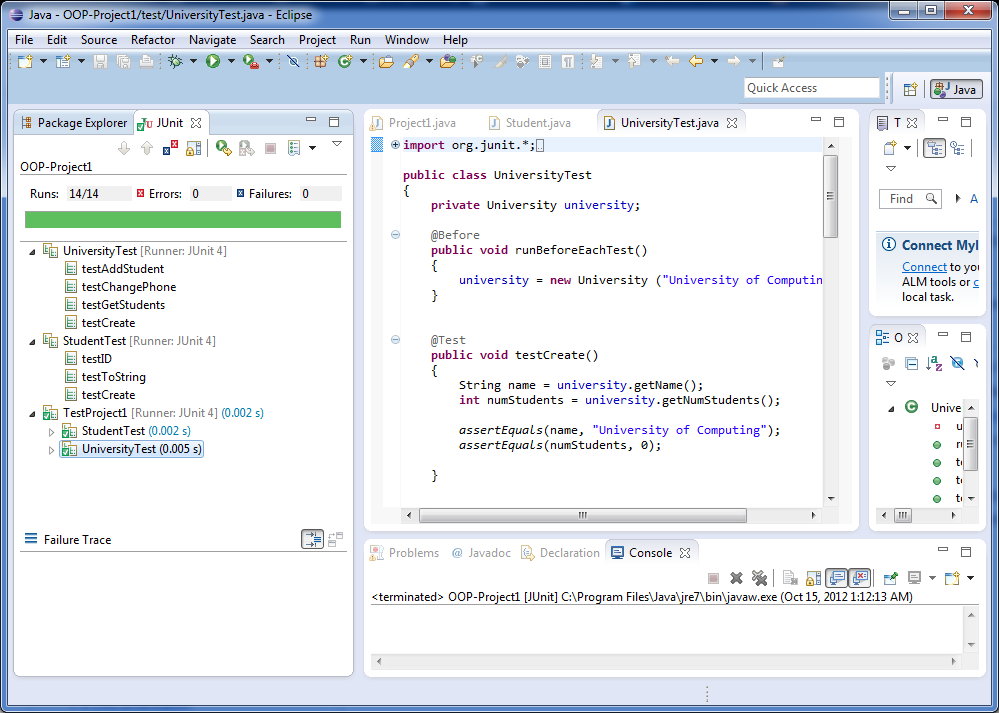 Java - OOP-Project1/test/UniversityTest.java - Eclipse
File Edit Source Refactor Navigate Search Project Run Window Help
Quick Access
Java
Package Explorer
JUnit
OOP-Project1
Runs: 14/14 Errors: 0 Failures: 0
UniversityTest [Runner: JUnit 4]
testAddStudent
testChangePhone
testGetStudents
testCreate
StudentTest [Runner: JUnit 4]
testID
testToString
testCreate
TestProject1 [Runner: JUnit 4] (0.002 s)
StudentTest (0.002 s)
UniversityTest (0.005 s)
Failure Trace
Project1.java Student.java UniversityTest.java
import org.junit.*;
public class UniversityTest
{
private University university;
@Before
public void runBeforeEachTest()
{
university = new University ("University of Computin
}
@Test
public void testCreate()
{
String name = university.getName();
int numStudents = university.getNumStudents();
assertEquals(name, "University of Computing");
assertEquals(numStudents, 0);
}
T
Find A
Connect Myl
Connect to you
ALM tools or c
local task.
O
Unive
u
ru
te
te
te
Problems @ Javadoc Declaration Console
<terminated> OOP-Project1 [JUnit] C:\Program Files\Java\jre7\bin\javaw.exe (Oct 15, 2012 1:12:13 AM)